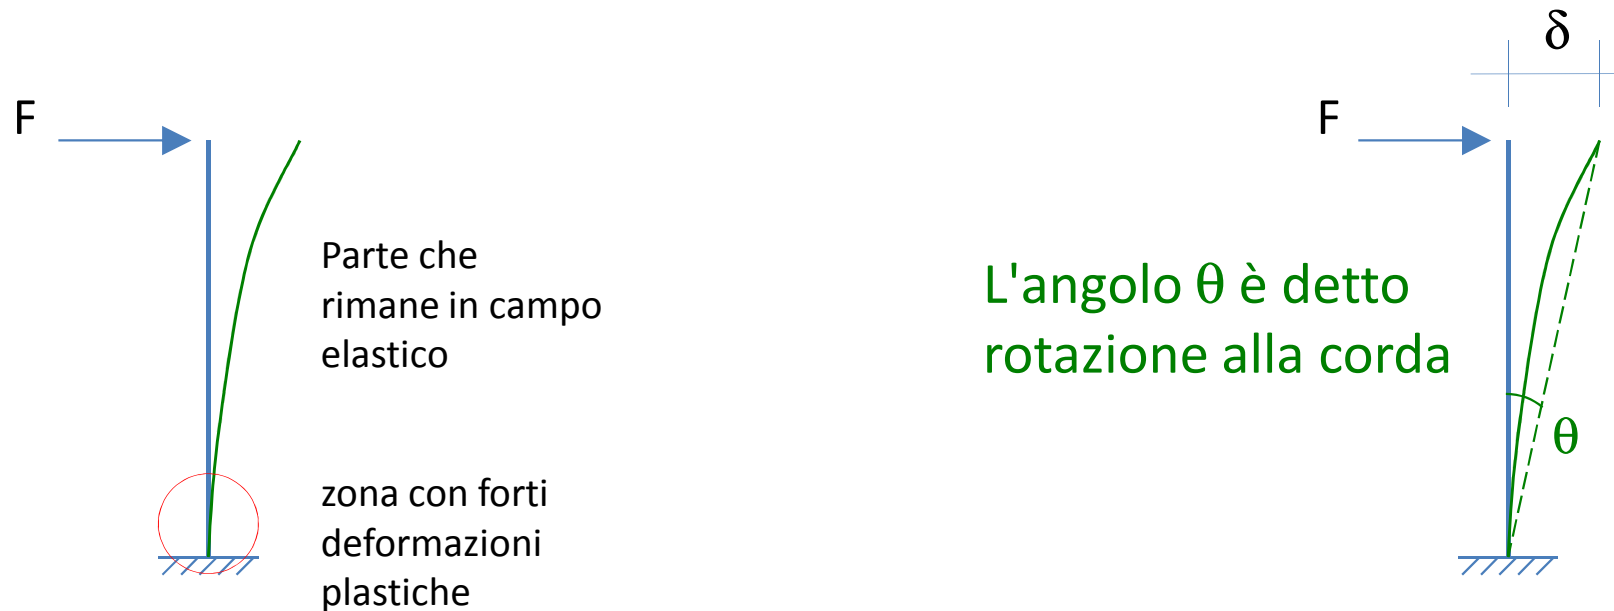 F
Parte che
rimane in campo
elastico
zona con forti
deformazioni
plastiche
δ
F
L'angolo θ è detto
rotazione alla corda
θ